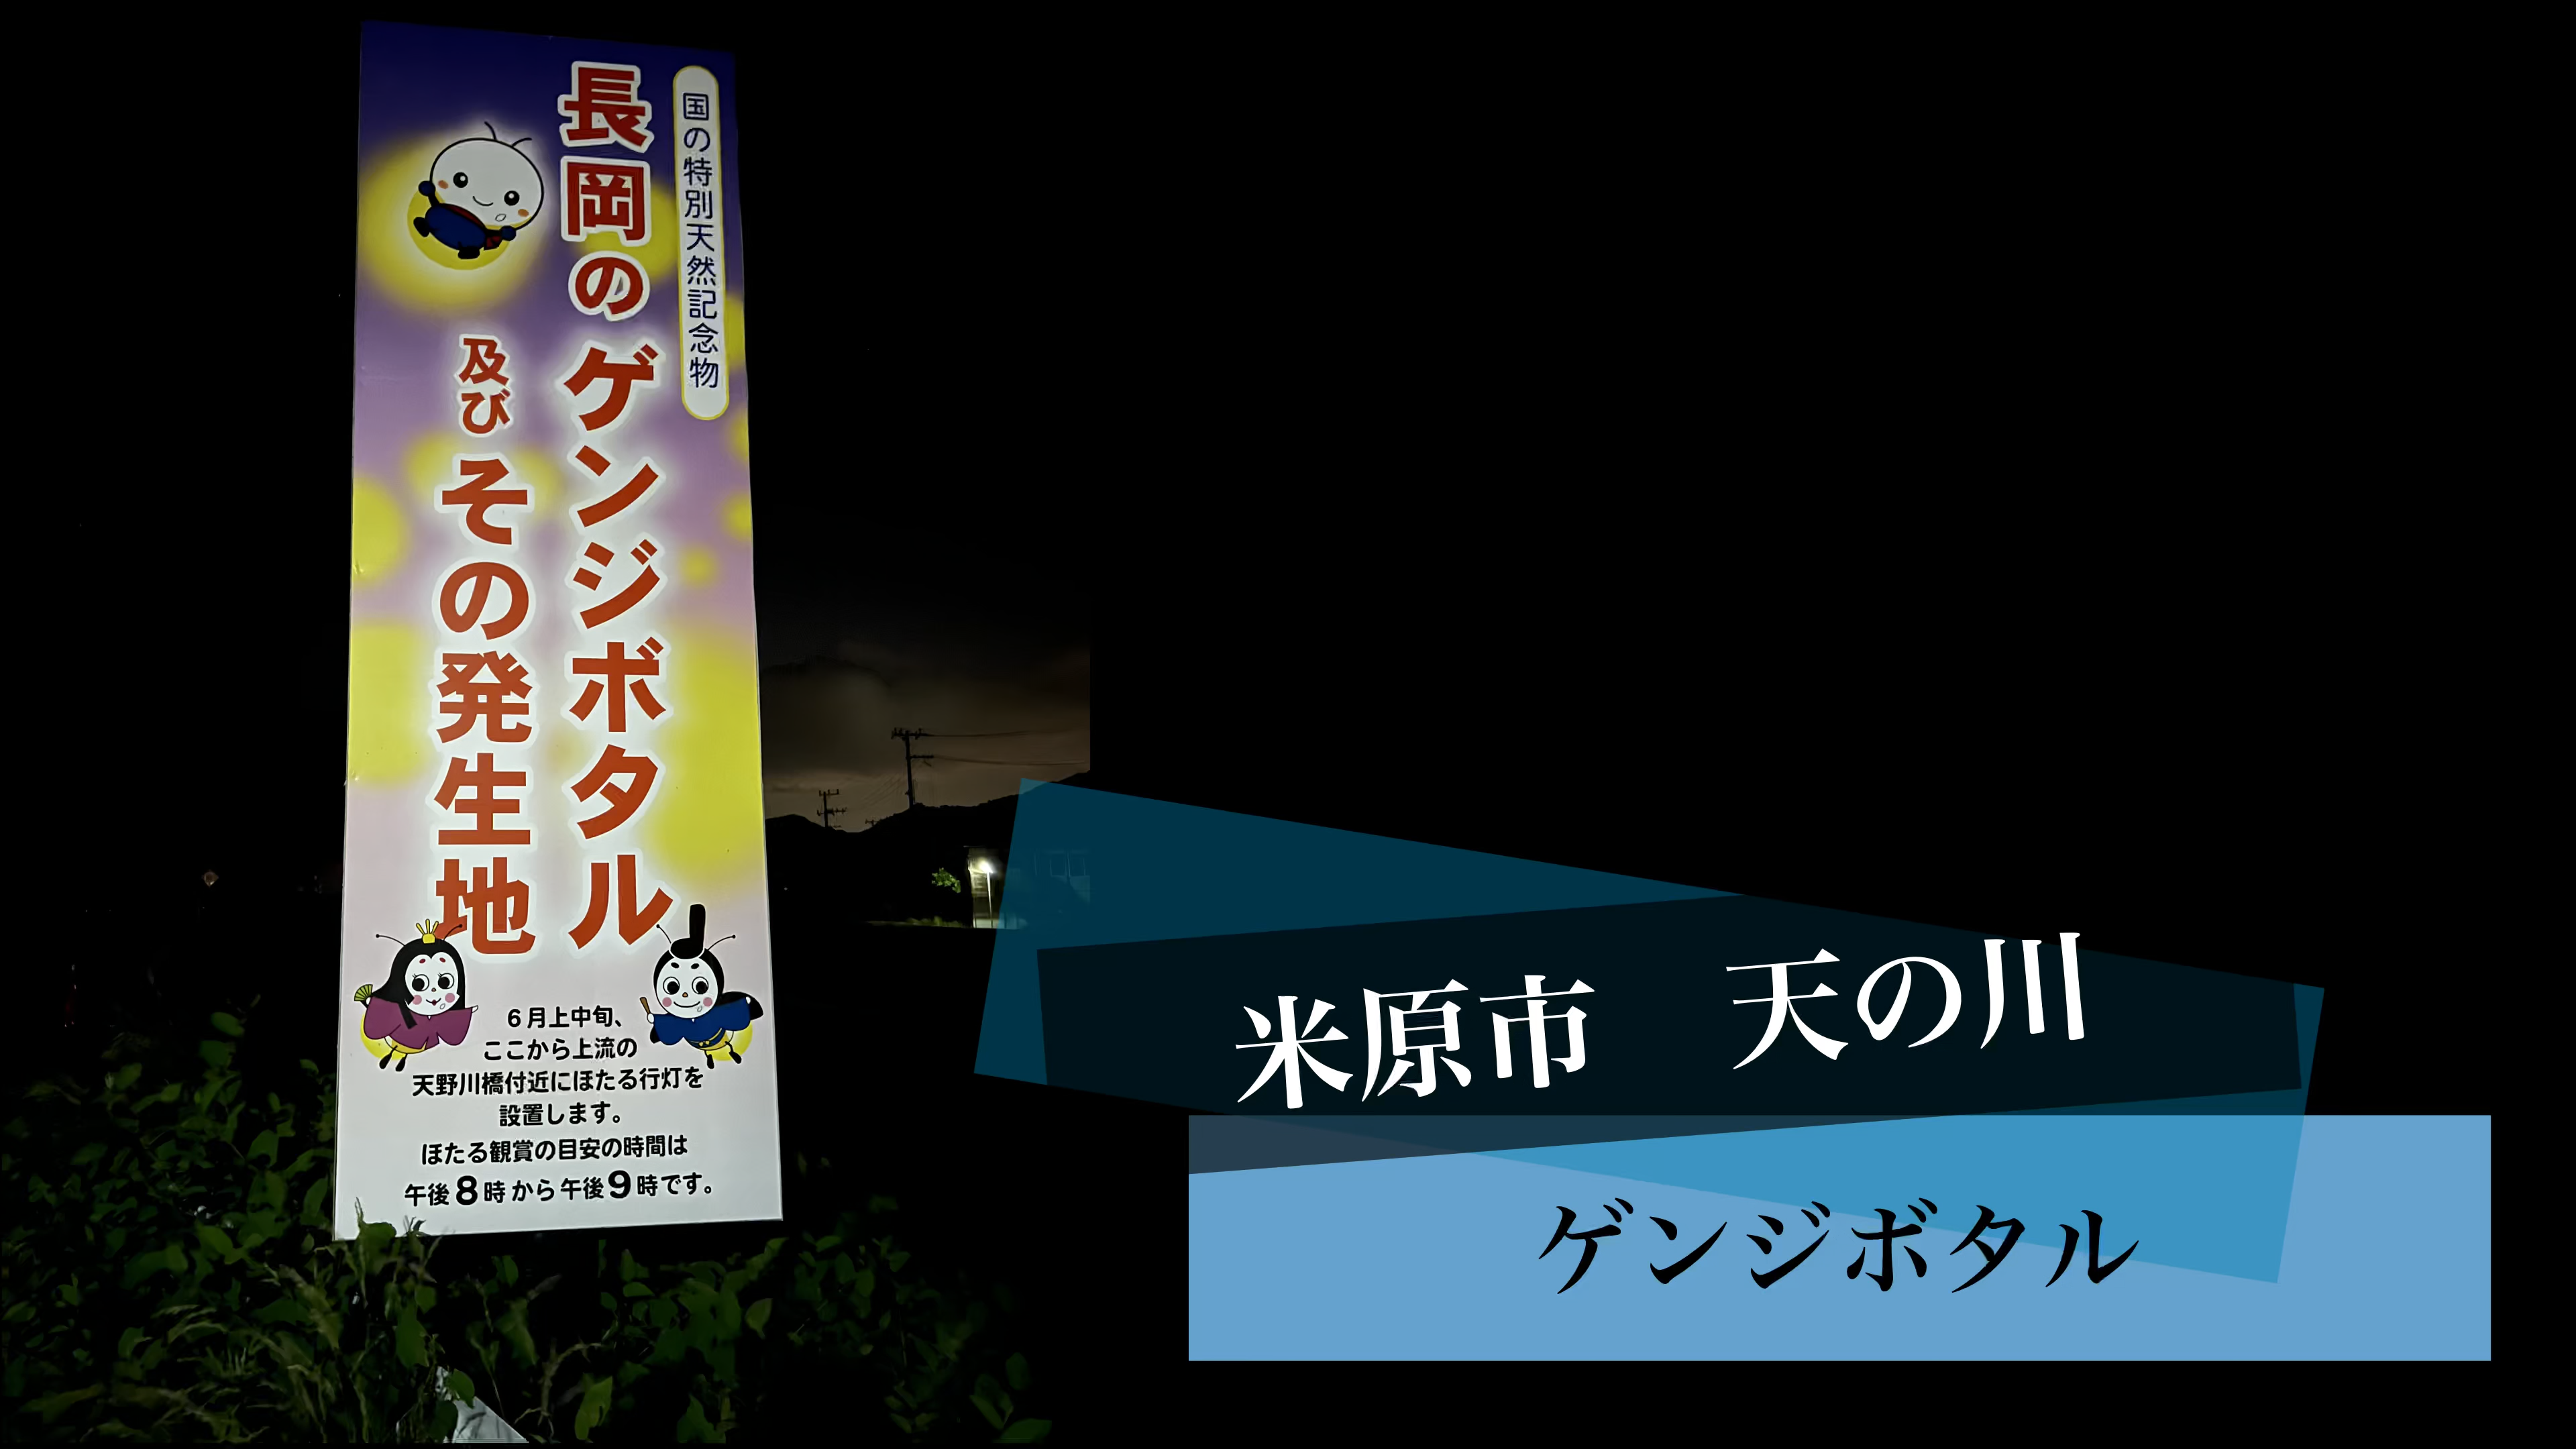 国の特別天然記念物
長岡のゲンジボタル
及びその発生地
6月上中旬、
ここから上流の
天野川橋付近にほたる行灯を
設置します。
ほたる観賞の目安の時間は
午後8時から午後9時です。
米原市　天の川
ゲンジボタル